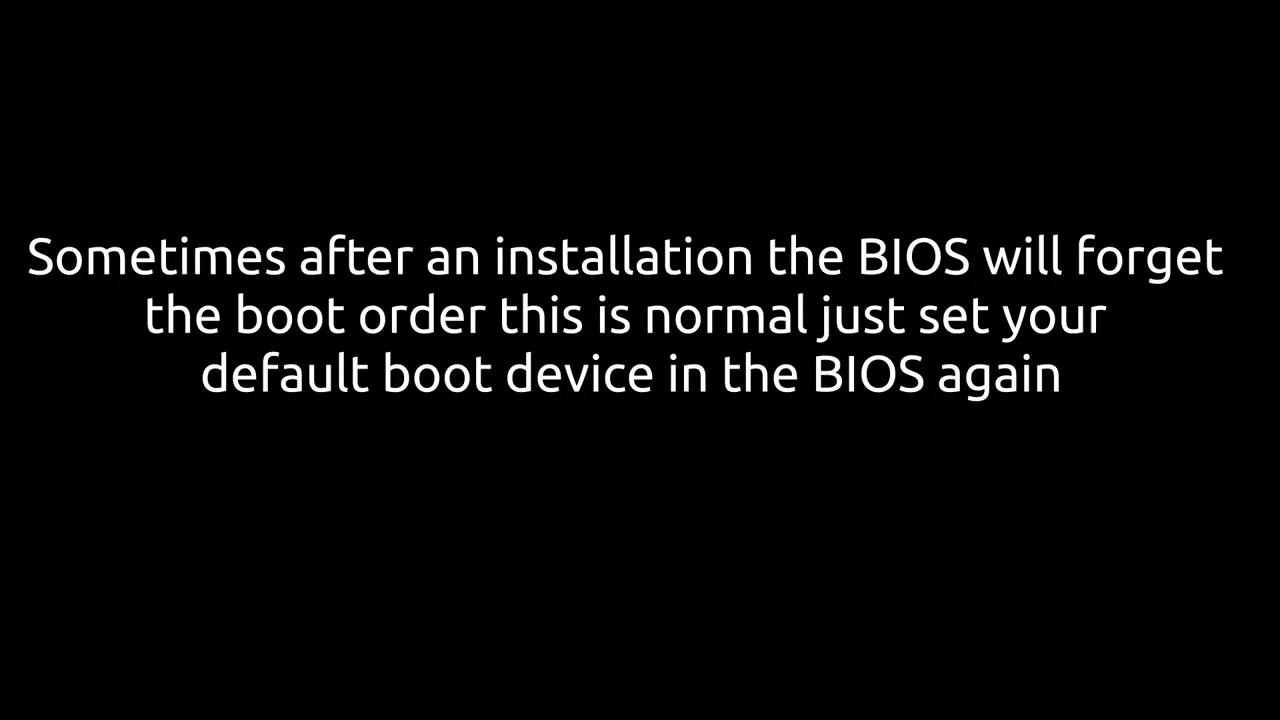 Sometimes after an installation the BIOS will forget
the boot order this is normal just set your
default boot device in the BIOS again